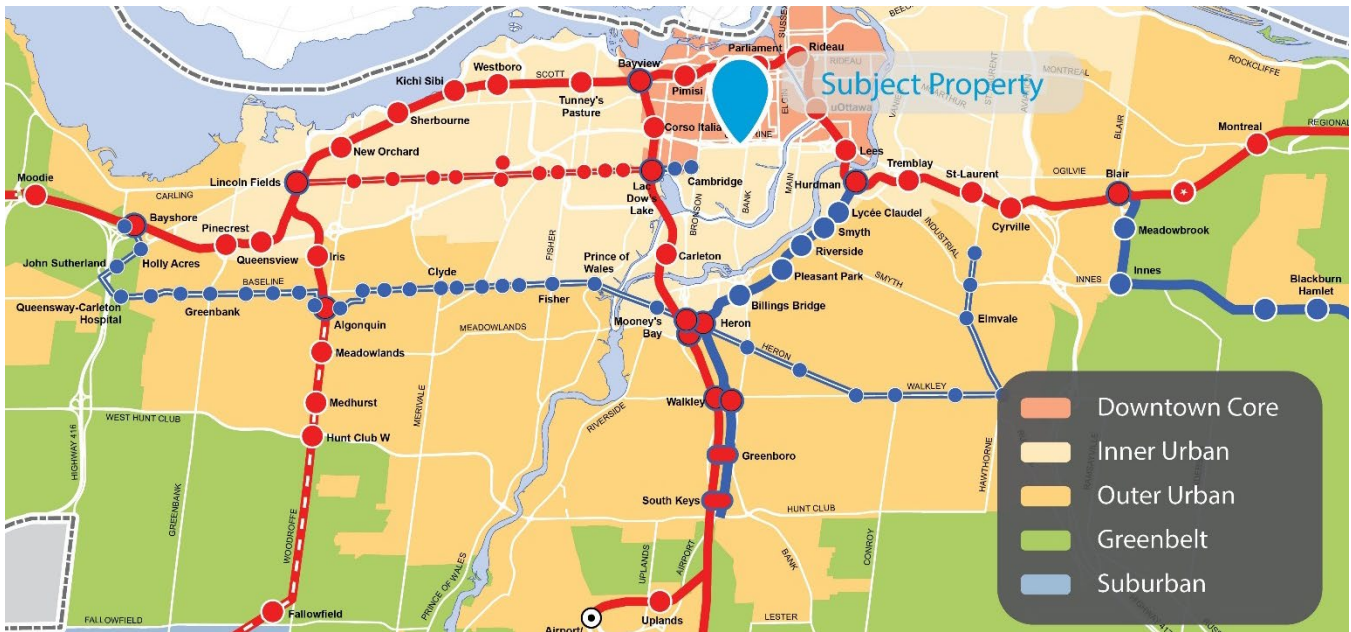 Subject Property
Downtown Core
Inner Urban
Outer Urban
Greenbelt
Suburban
Parliament
Rideau
RIDEAU
Bayview
Pimisi
Westboro
SCOTT
Kichi Sibi
Tunney's
Pasture
Sherbourne
New Orchard
Lincoln Fields
Moodie
CARLING
Bayshore
Pinecrest
Queensview
Iris
John Sutherland
Holly Acres
Queensway-Carleton
Hospital
BASELINE
Greenbank
Algonquin
Clyde
FISHER
Fisher
Prince of
Wales
Mooney's
Bay
Corso Italia
Lac
Dow's
Lake
Cambridge
BRONSON
BANK
MAIN
ELGIN
uOttawa
Lees
Hurdman
Tremblay
St-Laurent
Cyrville
OGILVIE
BLAIR
Blair
Montreal
MONTREAL
ROCKCLIFFE
REGIONAL
Meadowbrook
INNES
Innes
Blackburn
Hamlet
Lycée Claudel
Smyth
Riverside
Pleasant Park
Billings Bridge
Carleton
Heron
HERON
SMYTH
INDUSTRIAL
Elmvale
WALKLEY
Walkley
Greenboro
South Keys
HUNT CLUB
HAWTHORNE
CONROY
BANK
LESTER
Uplands
UPLANDS
AIRPORT
Airport/
Meadowlands
MEADOWLANDS
Medhurst
Hunt Club W
WEST HUNT CLUB
HIGHWAY 416
GREENBANK
WOODROFFE
MERIVALE
RIVERSIDE
PRINCE OF WALES
Fallowfield
FALLOWFIELD